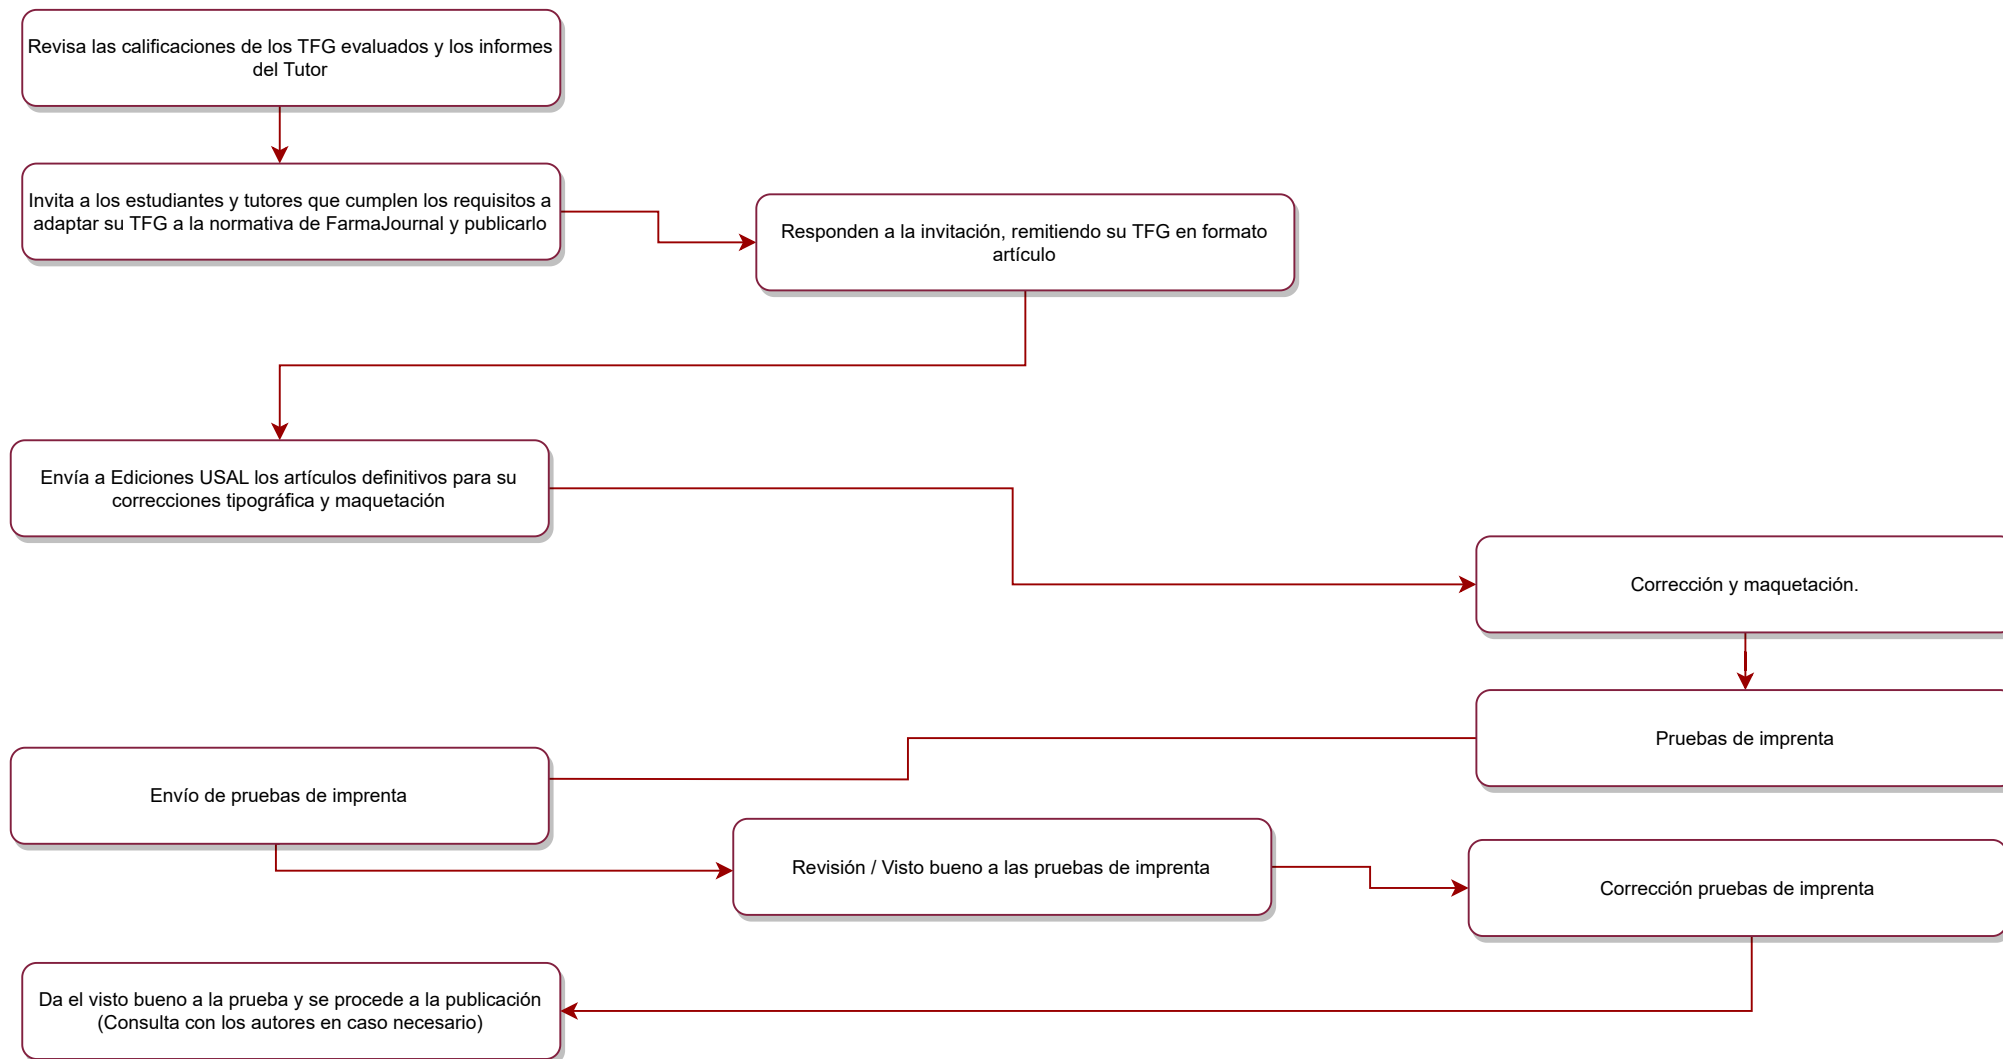 Revisa las calificaciones de los TFG evaluados y los informes
del Tutor
Invita a los estudiantes y tutores que cumplen los requisitos a
adaptar su TFG a la normativa de FarmaJournal y publicarlo
Responden a la invitación, remitiendo su TFG en formato
artículo
Envía a Ediciones USAL los artículos definitivos para su
correcciones tipográfica y maquetación
Corrección y maquetación.
Pruebas de imprenta
Envío de pruebas de imprenta
Revisión / Visto bueno a las pruebas de imprenta
Corrección pruebas de imprenta
Da el visto bueno a la prueba y se procede a la publicación
(Consulta con los autores en caso necesario)